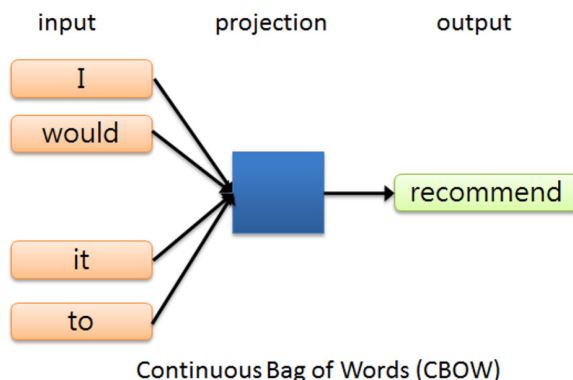 input projection output
I
would
recommend
it
to
Continuous Bag of Words (CBOW)